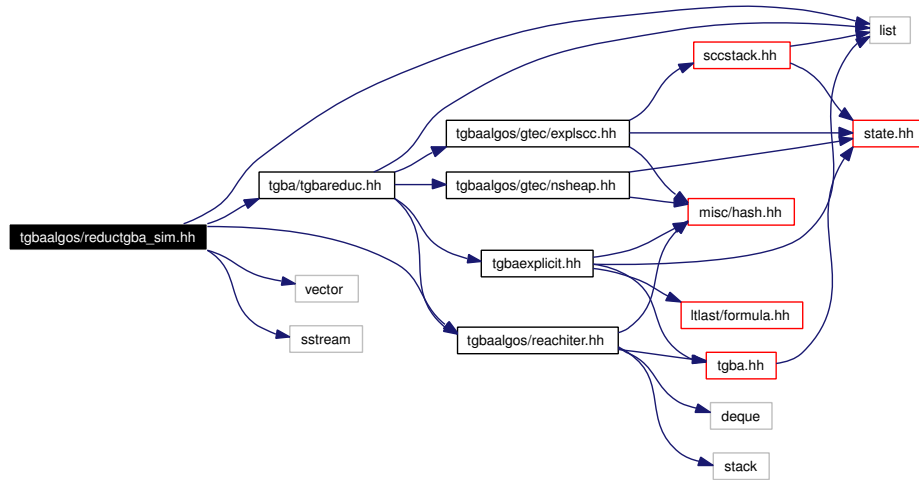 list
sccstack.hh
tgbaalgos/gtec/explscc.hh
state.hh
tgba/tgbareduc.hh
tgbaalgos/gtec/nsheap.hh
misc/hash.hh
tgbaalgos/reductgba_sim.hh
tgbaexplicit.hh
vector
ltlast/formula.hh
sstream
tgbaalgos/reachiter.hh
tgba.hh
deque
stack